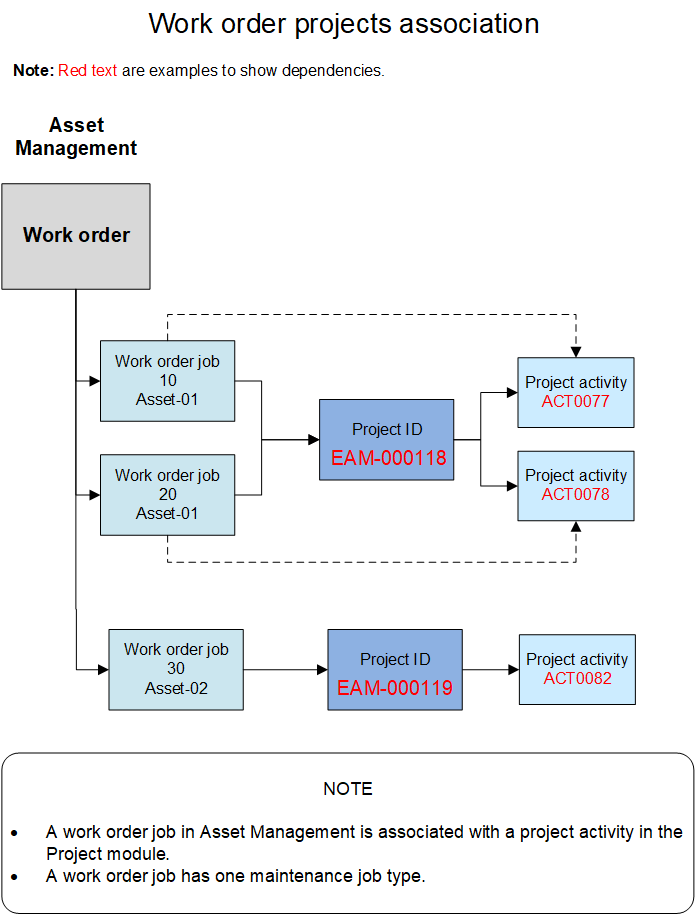 Work order projects association
Note: Red text are examples to show dependencies.
Asset
Management
Work order
Work order job
10
Asset-01
Project ID
EAM-000118
Project activity
ACT0077
Work order job
20
Asset-01
Project activity
ACT0078
Work order job
30
Asset-02
Project ID
EAM-000119
Project activity
ACT0082
NOTE
• A work order job in Asset Management is associated with a project activity in the
Project module.
• A work order job has one maintenance job type.